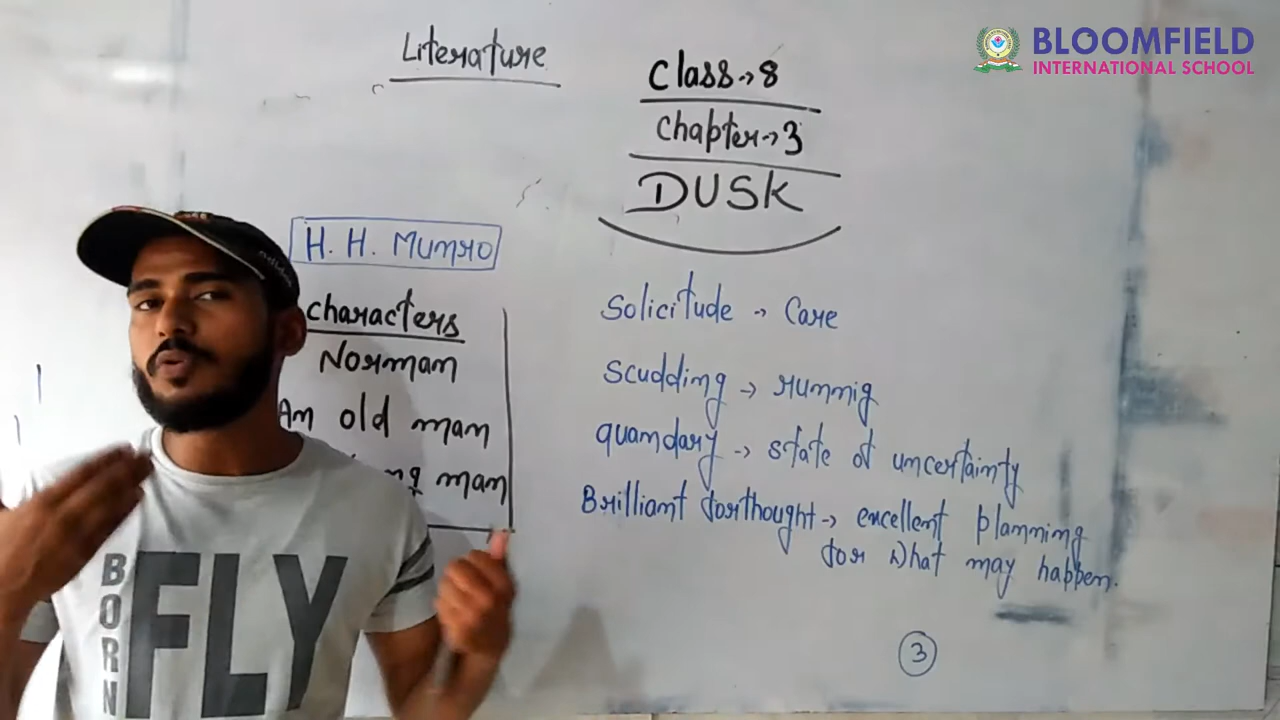 BLOOMFIELD
INTERNATIONAL SCHOOL
Literature
Class→8
Chapter→3
DUSK
H. H. Munro
characters
Norman
An old man
man
Solicitude → Care
Scudding → runnig
quandary → state of uncertainty
Brilliant forthought → excellent planning
for what may happen.
3
BORN
FLY